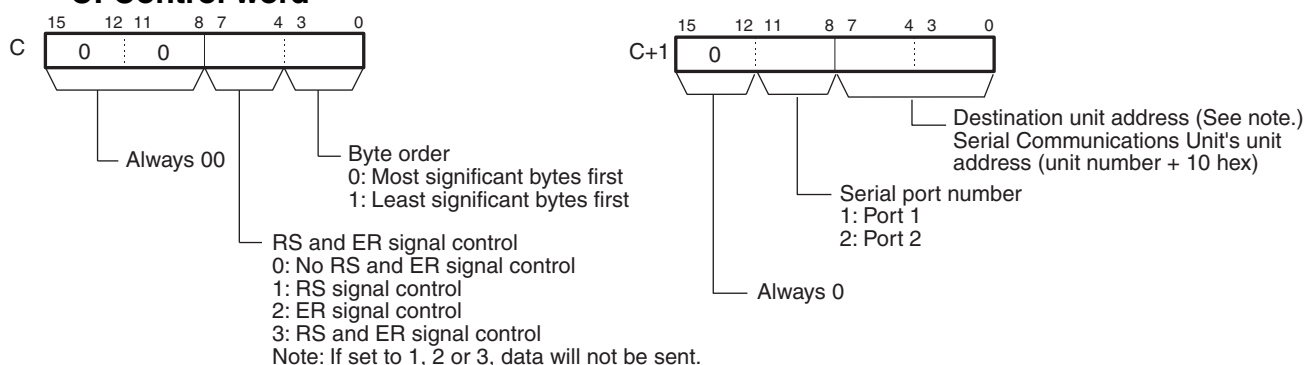 C: Control word
15 12 11 8 7 4 3 0
C 0 0
Always 00
Byte order
0: Most significant bytes first
1: Least significant bytes first
RS and ER signal control
0: No RS and ER signal control
1: RS signal control
2: ER signal control
3: RS and ER signal control
Note: If set to 1, 2 or 3, data will not be sent.
15 12 11 8 7 4 3 0
C+1 0
Destination unit address (See note.)
Serial Communications Unit's unit
address (unit number + 10 hex)
Serial port number
1: Port 1
2: Port 2
Always 0